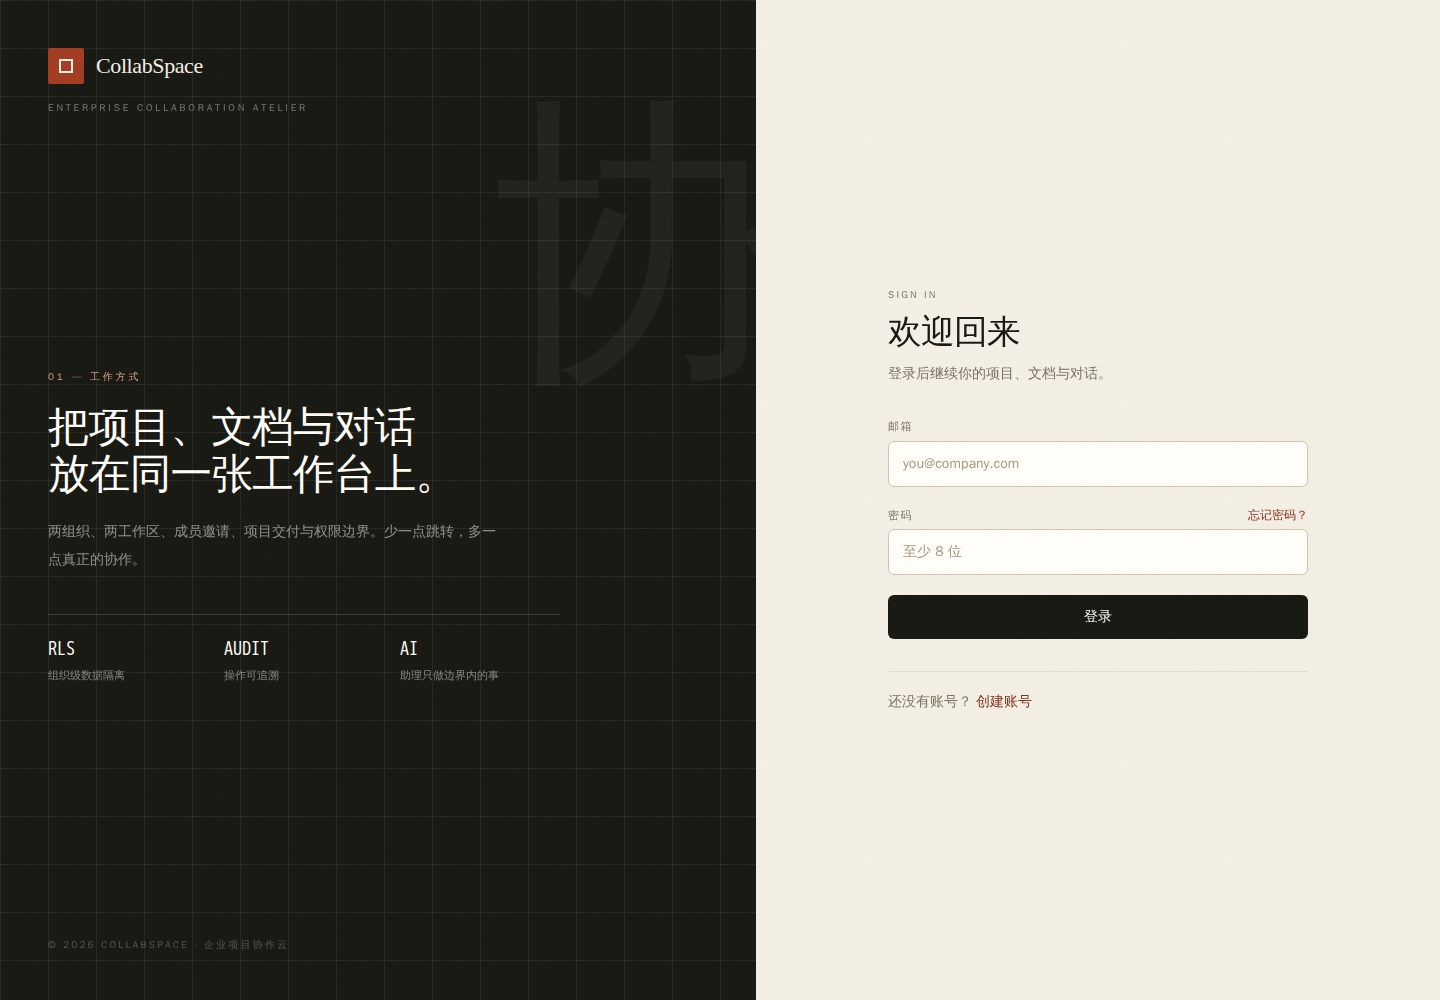 CollabSpace
ENTERPRISE COLLABORATION ATELIER
协
01 — 工作方式
把项目、文档与对话
放在同一张工作台上。
两组织、两工作区、成员邀请、项目交付与权限边界。少一点跳转，多一
点真正的协作。
RLS
组织级数据隔离
AUDIT
操作可追溯
AI
助理只做边界内的事
© 2026 COLLABSPACE · 企业项目协作云
SIGN IN
欢迎回来
登录后继续你的项目、文档与对话。
邮箱
you@company.com
密码
忘记密码？
至少 8 位
登录
还没有账号？ 创建账号